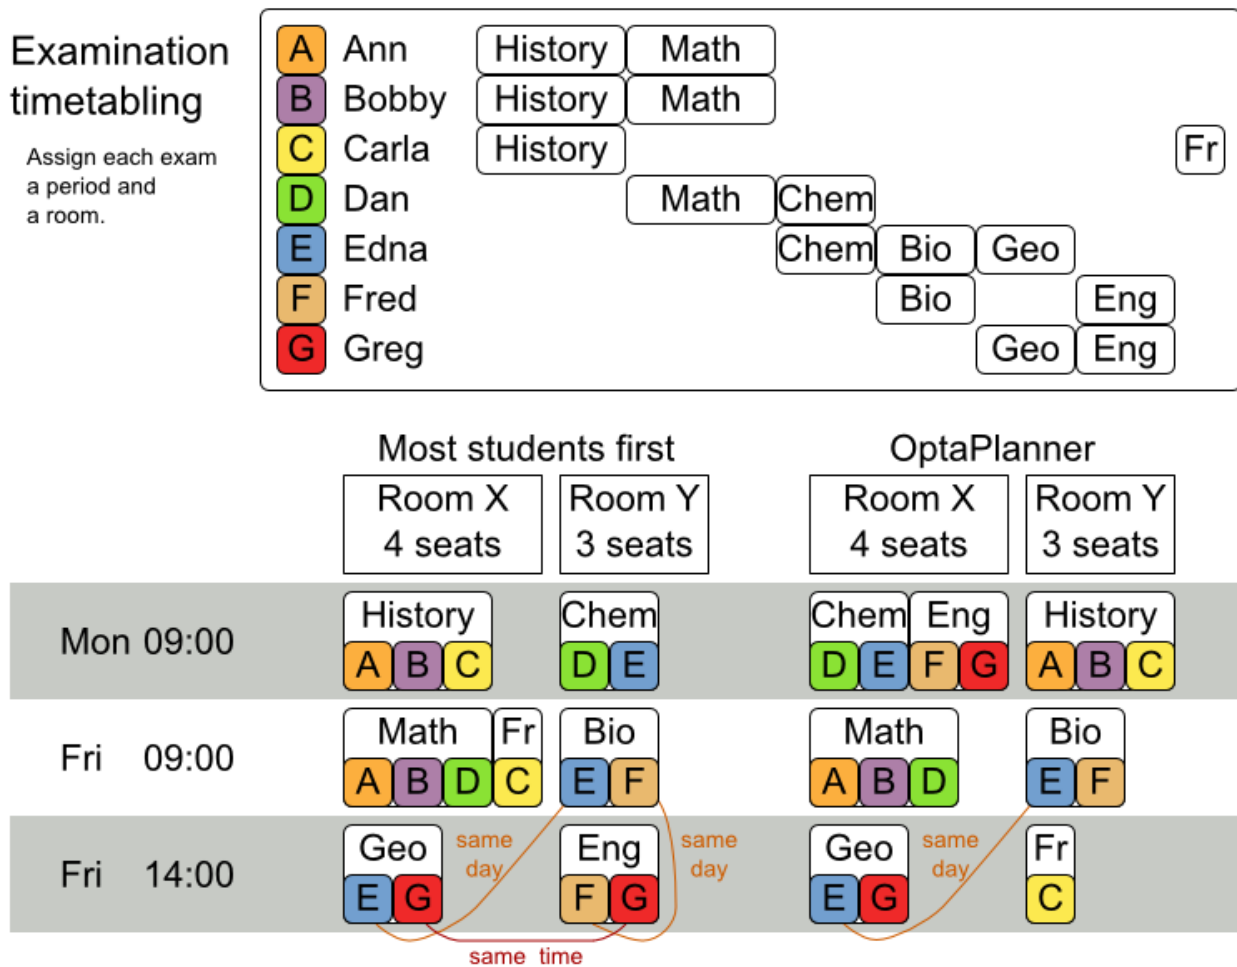 Examination
timetabling
Assign each exam
a period and
a room.
A Ann History Math
B Bobby History Math
C Carla History Fr
D Dan Math Chem
E Edna Chem Bio Geo
F Fred Bio Eng
G Greg Geo Eng
Most students first OptaPlanner
Room X Room Y Room X Room Y
4 seats 3 seats 4 seats 3 seats
History Chem Chem Eng History
Mon 09:00
A B C D E D E F G A B C
Math Fr Bio Math Bio
Fri 09:00
A B D C E F A B D E F
Geo same day Eng same day Geo same day Fr
Fri 14:00
E G F G E G C
same time